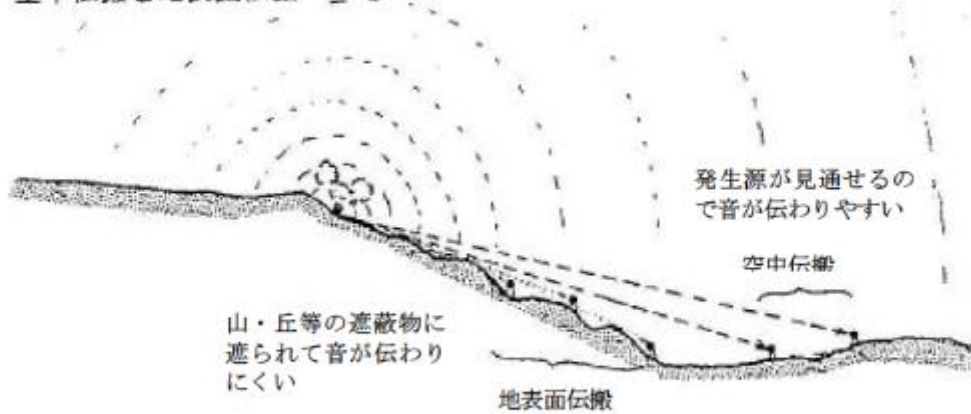 発生源が見通せるの
で音が伝わりやすい
空中伝搬
山・丘等の遮蔽物に
遮られて音が伝わり
にくい
地表面伝搬